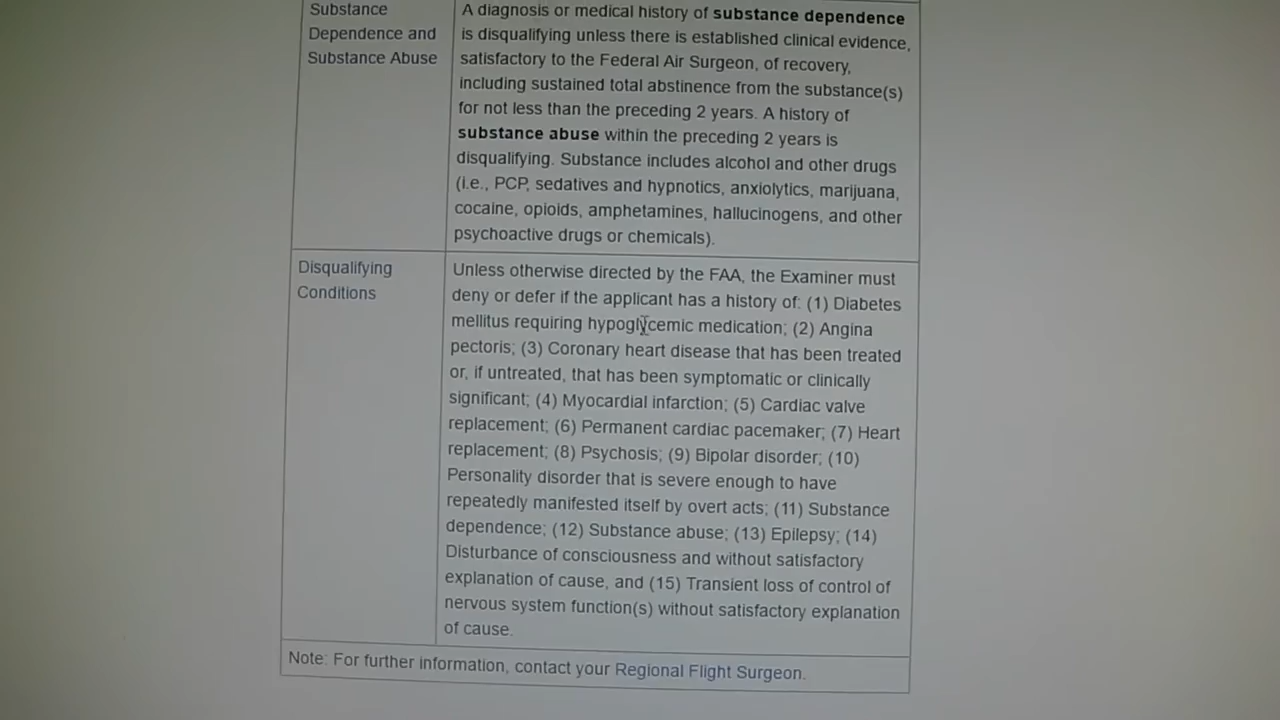 Substance
Dependence and
Substance Abuse
A diagnosis or medical history of substance dependence
is disqualifying unless there is established clinical evidence,
satisfactory to the Federal Air Surgeon, of recovery,
including sustained total abstinence from the substance(s)
for not less than the preceding 2 years. A history of
substance abuse within the preceding 2 years is
disqualifying. Substance includes alcohol and other drugs
(i.e., PCP, sedatives and hypnotics, anxiolytics, marijuana,
cocaine, opioids, amphetamines, hallucinogens, and other
psychoactive drugs or chemicals).
Disqualifying
Conditions
Unless otherwise directed by the FAA, the Examiner must
deny or defer if the applicant has a history of: (1) Diabetes
mellitus requiring hypoglycemic medication; (2) Angina
pectoris; (3) Coronary heart disease that has been treated
or, if untreated, that has been symptomatic or clinically
significant; (4) Myocardial infarction; (5) Cardiac valve
replacement; (6) Permanent cardiac pacemaker; (7) Heart
replacement; (8) Psychosis; (9) Bipolar disorder; (10)
Personality disorder that is severe enough to have
repeatedly manifested itself by overt acts; (11) Substance
dependence; (12) Substance abuse; (13) Epilepsy; (14)
Disturbance of consciousness and without satisfactory
explanation of cause, and (15) Transient loss of control of
nervous system function(s) without satisfactory explanation
of cause.
Note: For further information, contact your Regional Flight Surgeon.